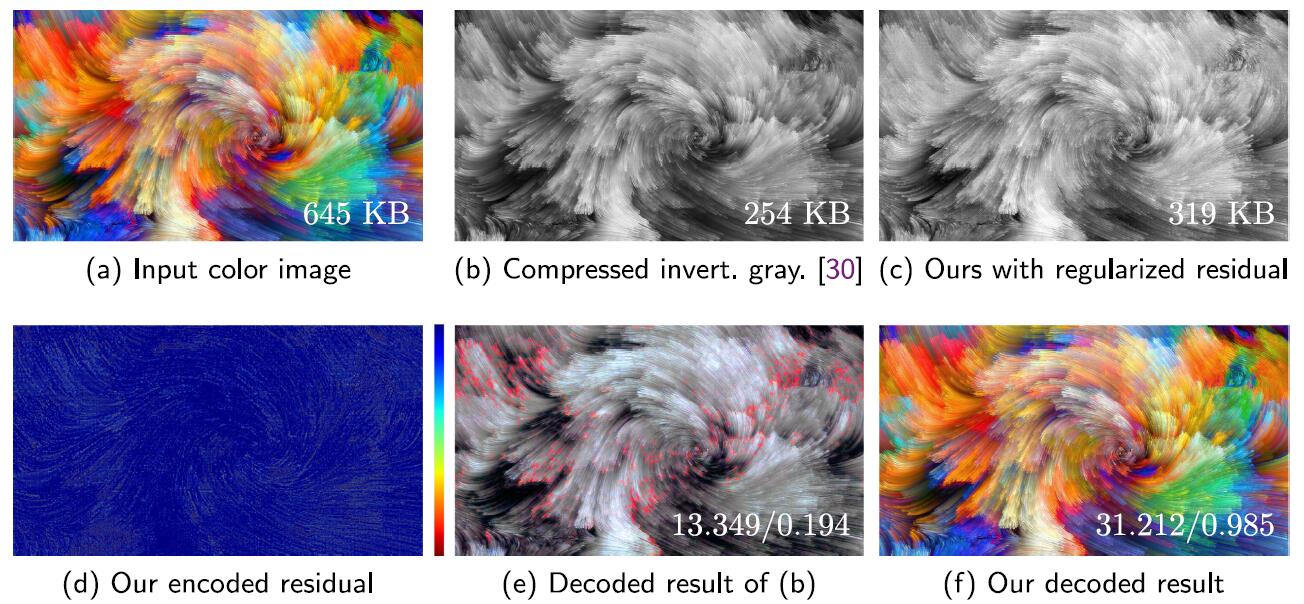 645 KB
254 KB
319 KB
(a) Input color image
(b) Compressed invert. gray. [30]
(c) Ours with regularized residual
13.349/0.194
31.212/0.985
(d) Our encoded residual
(e) Decoded result of (b)
(f) Our decoded result